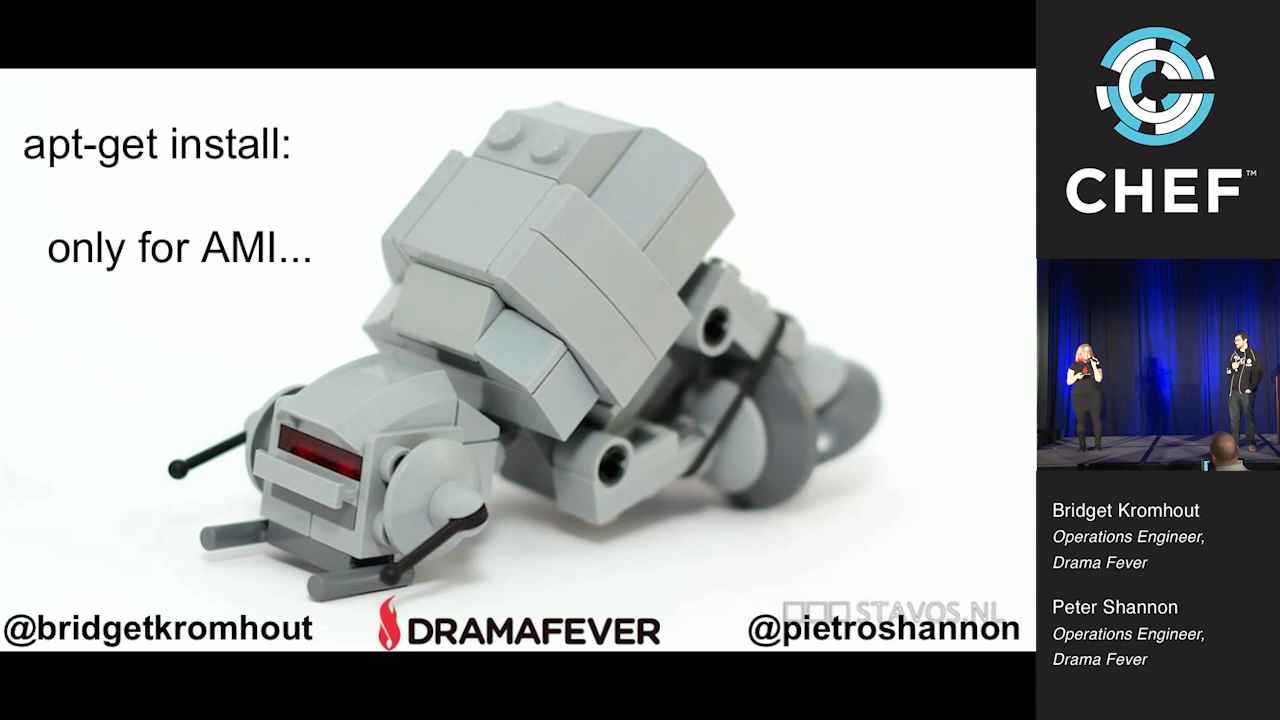 apt-get install:
only for AMI...
@bridgetkromhout
DRAMAFEVER
@pietroshannon
STAVOS.NL
CHEF™
Bridget Kromhout
Operations Engineer,
Drama Fever
Peter Shannon
Operations Engineer,
Drama Fever